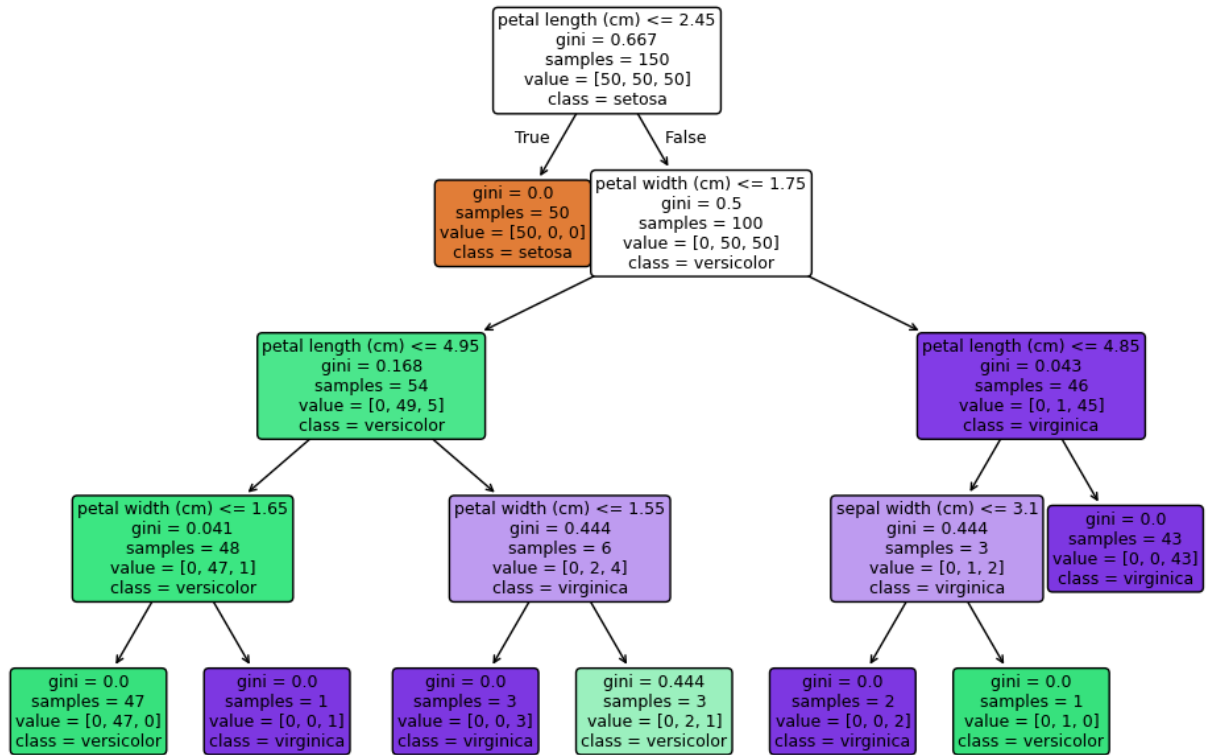 petal length (cm) <= 2.45
gini = 0.667
samples = 150
value = [50, 50, 50]
class = setosa
True
False
gini = 0.0
samples = 50
value = [50, 0, 0]
class = setosa
petal width (cm) <= 1.75
gini = 0.5
samples = 100
value = [0, 50, 50]
class = versicolor
petal length (cm) <= 4.95
gini = 0.168
samples = 54
value = [0, 49, 5]
class = versicolor
petal length (cm) <= 4.85
gini = 0.043
samples = 46
value = [0, 1, 45]
class = virginica
petal width (cm) <= 1.65
gini = 0.041
samples = 48
value = [0, 47, 1]
class = versicolor
petal width (cm) <= 1.55
gini = 0.444
samples = 6
value = [0, 2, 4]
class = virginica
sepal width (cm) <= 3.1
gini = 0.444
samples = 3
value = [0, 1, 2]
class = virginica
gini = 0.0
samples = 43
value = [0, 0, 43]
class = virginica
gini = 0.0
samples = 47
value = [0, 47, 0]
class = versicolor
gini = 0.0
samples = 1
value = [0, 0, 1]
class = virginica
gini = 0.0
samples = 3
value = [0, 0, 3]
class = virginica
gini = 0.444
samples = 3
value = [0, 2, 1]
class = versicolor
gini = 0.0
samples = 2
value = [0, 0, 2]
class = virginica
gini = 0.0
samples = 1
value = [0, 1, 0]
class = versicolor